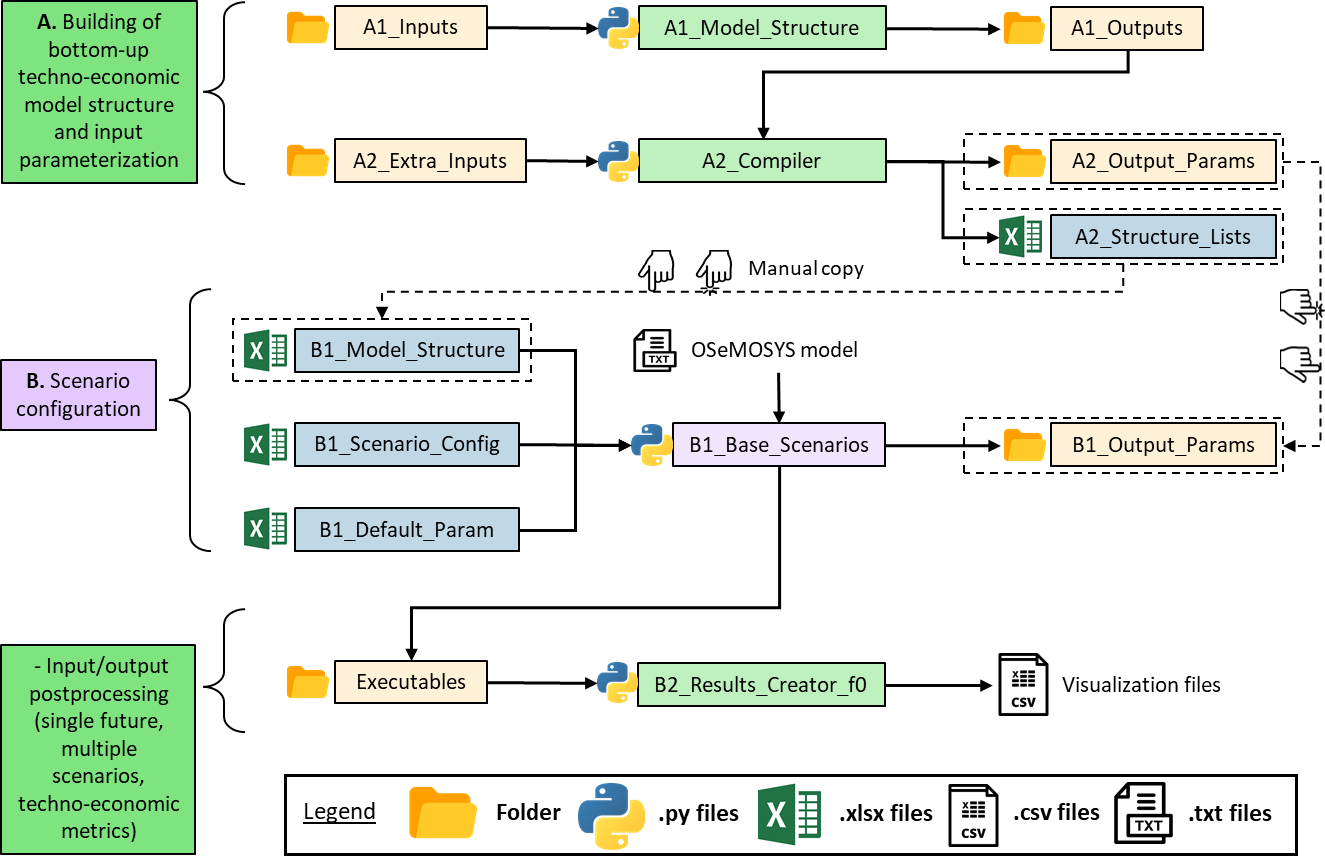 A. Building of
bottom-up
techno-economic
model structure
and input
parameterization
A1_Inputs
A1_Model_Structure
A1_Outputs
A2_Extra_Inputs
A2_Compiler
A2_Output_Params
A2_Structure_Lists
Manual copy
B. Scenario
configuration
B1_Model_Structure
TXT
OSeMOSYS model
B1_Scenario_Config
B1_Base_Scenarios
B1_Output_Params
B1_Default_Param
- Input/output
postprocessing
(single future,
multiple
scenarios,
techno-economic
metrics)
Executables
B2_Results_Creator_f0
CSV
Visualization files
Legend
Folder
.py files
.xlsx files
CSV
.csv files
TXT
.txt files